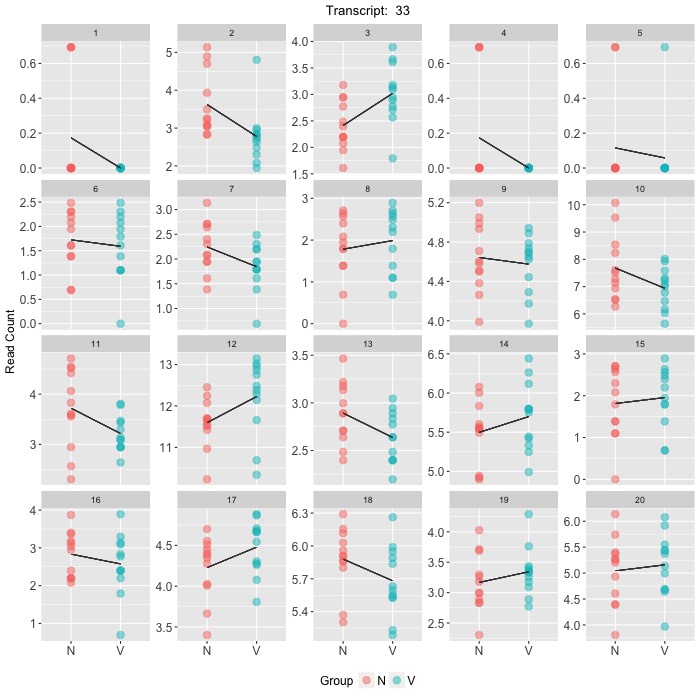 Transcript: 33
1 2 3 4 5
0.6 0.4 0.2 0.0
5 4 3 2
4.0 3.5 3.0 2.5 2.0 1.5
0.6 0.4 0.2 0.0
0.6 0.4 0.2 0.0
6 7 8 9 10
2.5 2.0 1.5 1.0 0.5 0.0
3.0 2.5 2.0 1.5 1.0
3 2 1 0
5.2 4.8 4.4 4.0
10 9 8 7 6
Read Count
11 12 13 14 15
4 3
13 12 11
3.5 3.0 2.5
6.5 6.0 5.5 5.0
3 2 1 0
16 17 18 19 20
4 3 2 1
4.5 4.0 3.5
6.3 6.0 5.7 5.4
4.0 3.5 3.0 2.5
6.0 5.5 5.0 4.5 4.0
N V N V N V N V N V
Group N V